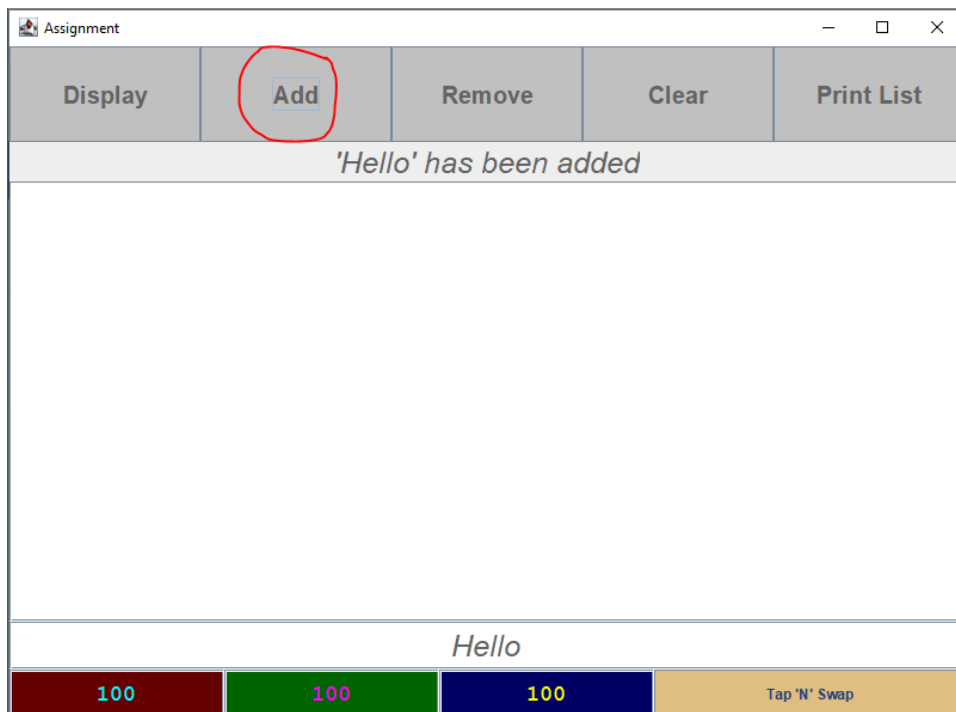 Assignment
Display Add Remove Clear Print List
'Hello' has been added
Hello
100 100 100 Tap 'N' Swap